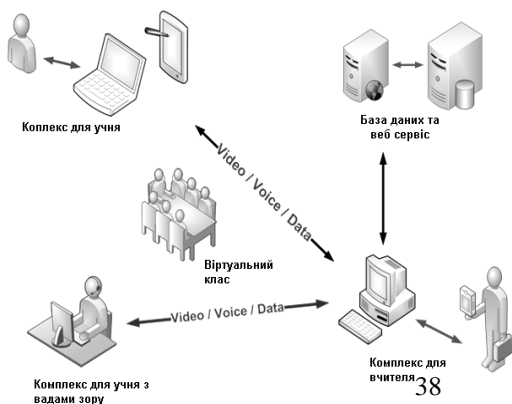 Коплекс для учня
База даних та
веб сервіс
Video / Voice / Data
Віртуальний
клас
Video / Voice / Data
Комплекс для
вчителя
38
Комплекс для учня з
вадами зору